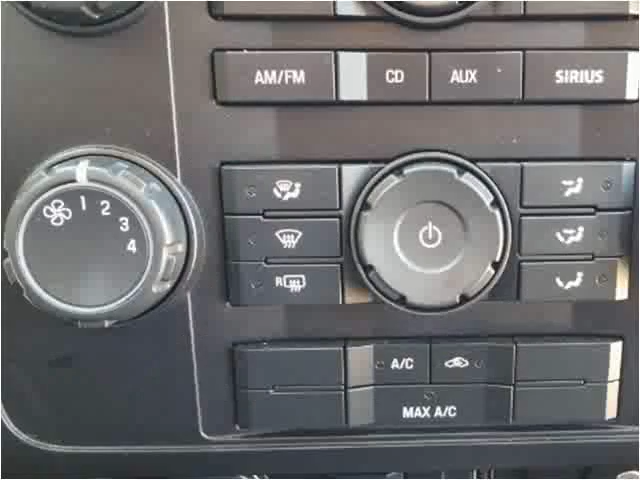 AM/FM CD AUX SIRIUS
1 2 3 4
R
A/C
MAX A/C